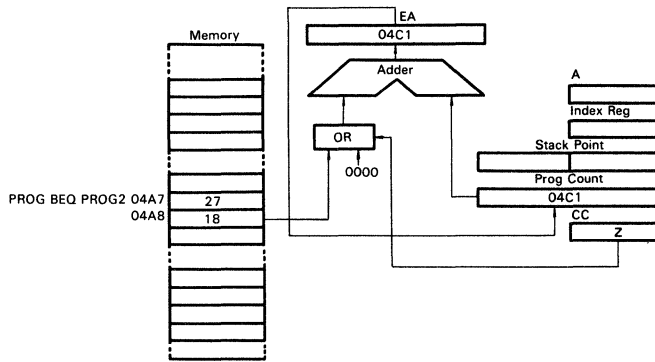 EA
Memory
04C1
Adder
A
Index Reg
OR
Stack Point
0000
Prog Count
PROG BEQ PROG2 04A7
27
04C1
04A8
18
CC
Z